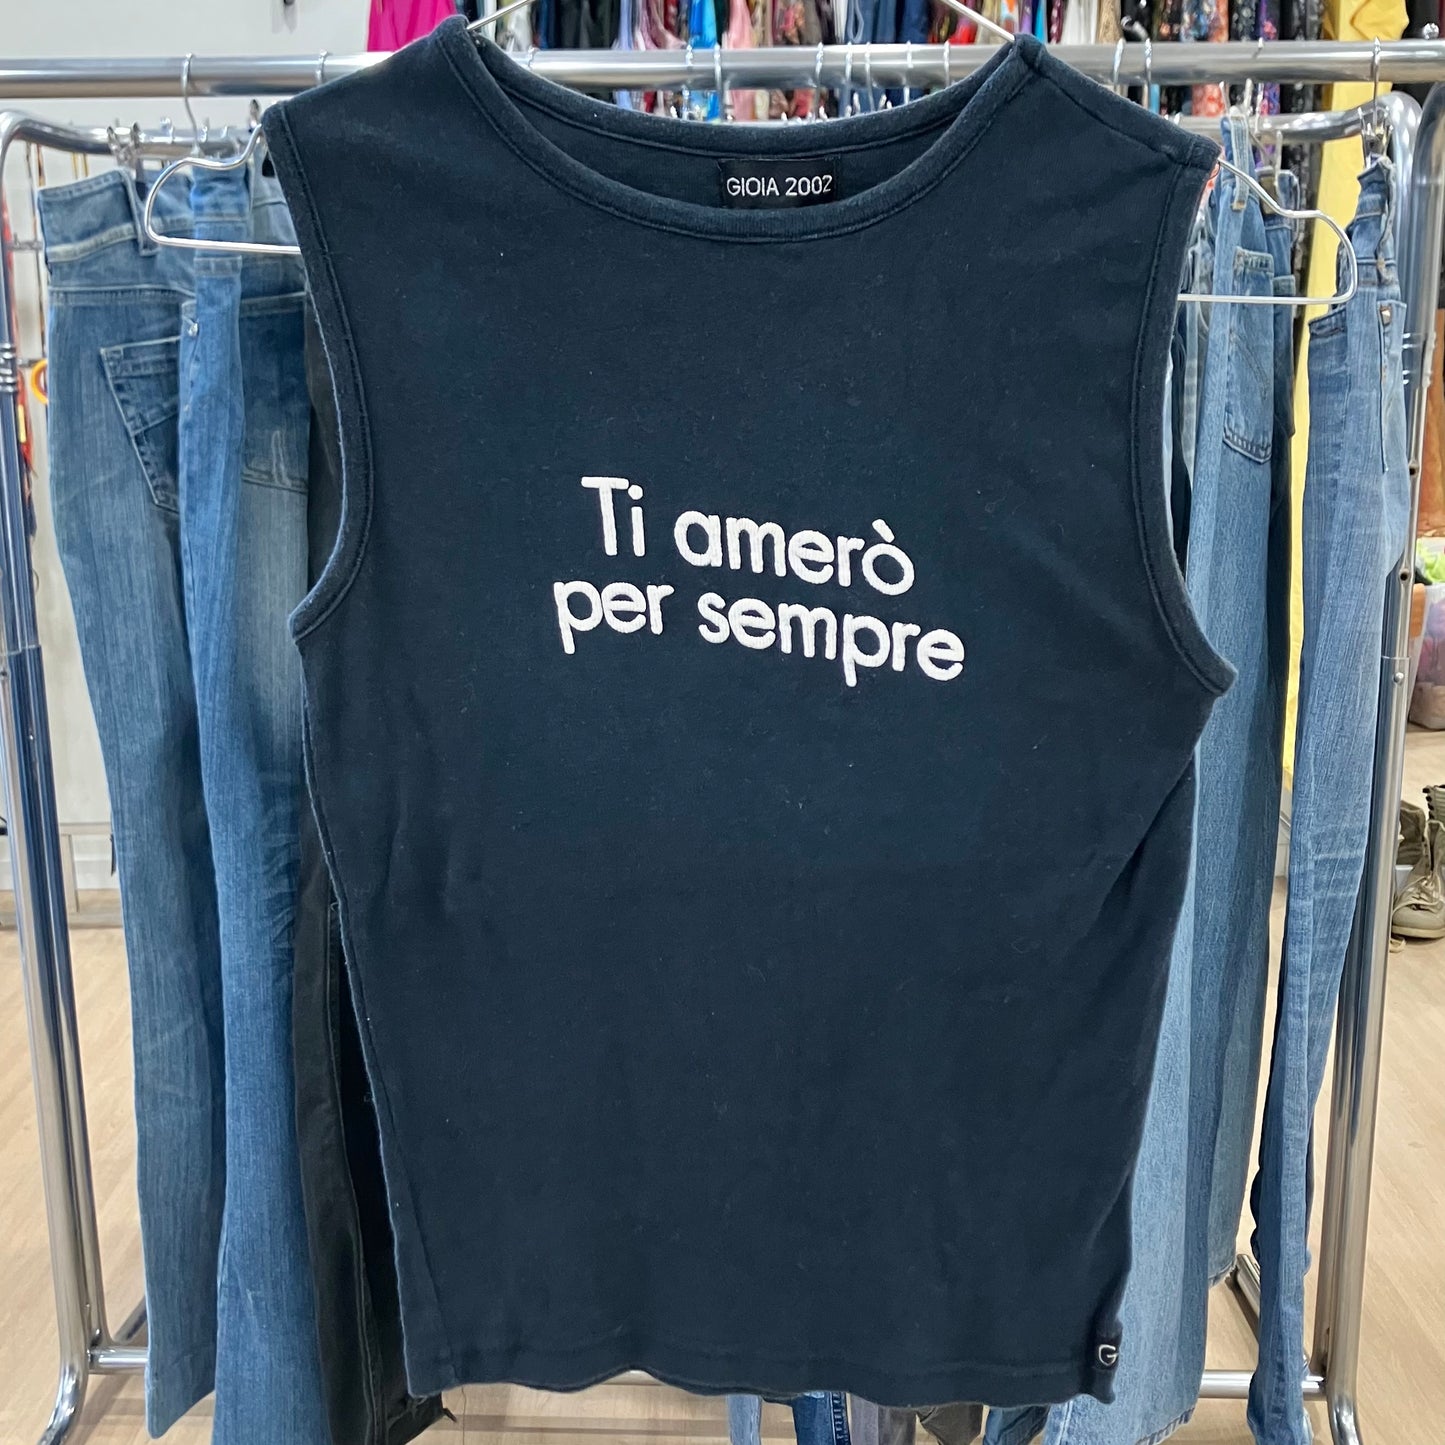 GIOIA 2002
Ti amerò
per sempre
G